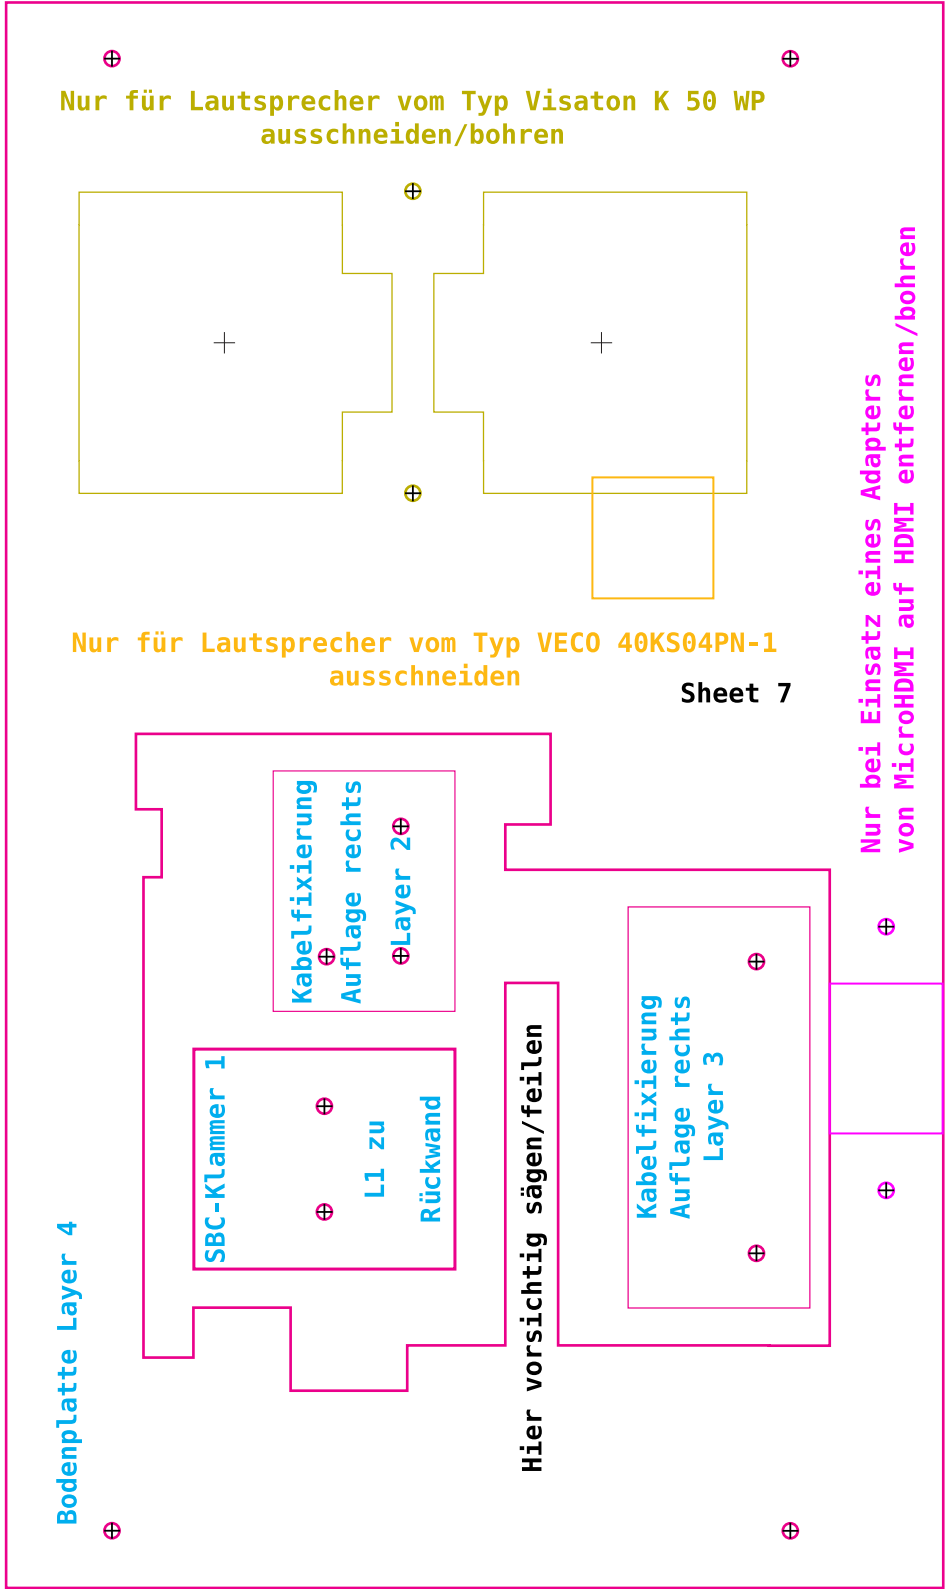 Nur für Lautsprecher vom Typ Visaton K 50 WP
ausschneiden/bohren
Nur bei Einsatz eines Adapters
von MicroHDMI auf HDMI entfernen/bohren
Nur für Lautsprecher vom Typ VECO 40KS04PN-1
ausschneiden
Sheet 7
Kabelfixierung
Auflage rechts
Layer 2
Kabelfixierung
Auflage rechts
Layer 3
SBC-Klammer 1
L1 zu
Rückwand
Hier vorsichtig sägen/feilen
Bodenplatte Layer 4